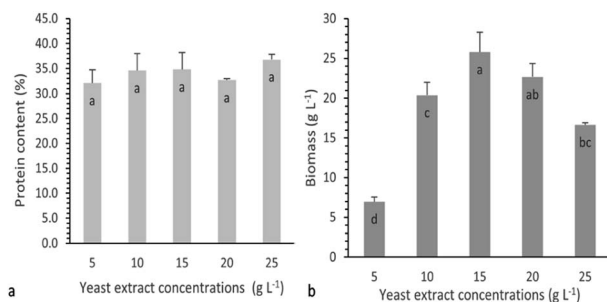 45.0
40.0
35.0
30.0
25.0
20.0
15.0
10.0
5.0
0.0
Protein content (%)
a a a a a
5 10 15 20 25
Yeast extract concentrations (g L-1)
a
30
25
20
15
10
5
0
Biomass (g L-1)
d c a ab bc
5 10 15 20 25
Yeast extract concentrations (g L-1)
b